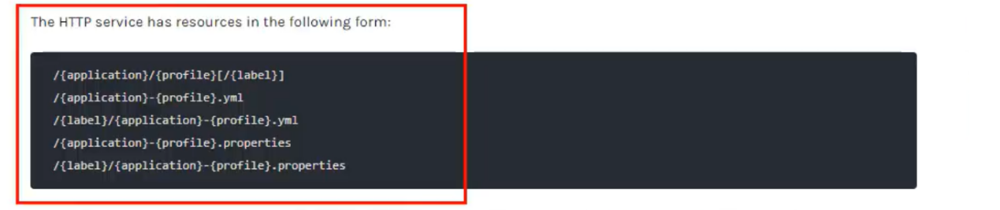 The HTTP service has resources in the following form:
/{application}/{profile}[/{label}]
/{application}-{profile}.yml
/{label}/{application}-{profile}.yml
/{application}-{profile}.properties
/{label}/{application}-{profile}.properties